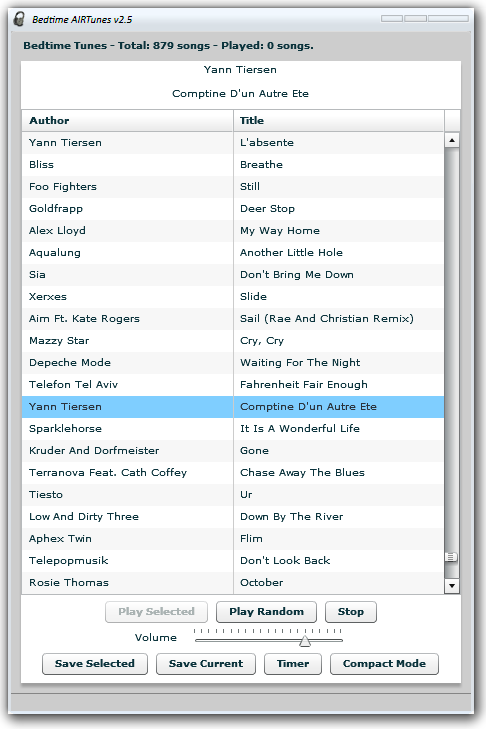 Bedtime AIRTunes v2.5
Bedtime Tunes - Total: 879 songs - Played: 0 songs.
Yann Tiersen
Comptine D'un Autre Ete
Author Title
Yann Tiersen L'absente
Bliss Breathe
Foo Fighters Still
Goldfrapp Deer Stop
Alex Lloyd My Way Home
Aqualung Another Little Hole
Sia Don't Bring Me Down
Xerxes Slide
Aim Ft. Kate Rogers Sail (Rae And Christian Remix)
Mazzy Star Cry, Cry
Depeche Mode Waiting For The Night
Telefon Tel Aviv Fahrenheit Fair Enough
Yann Tiersen Comptine D'un Autre Ete
Sparklehorse It Is A Wonderful Life
Kruder And Dorfmeister Gone
Terranova Feat. Cath Coffey Chase Away The Blues
Tiesto Ur
Low And Dirty Three Down By The River
Aphex Twin Flim
Telepopmusik Don't Look Back
Rosie Thomas October
Play Selected Play Random Stop
Volume
Save Selected Save Current Timer Compact Mode